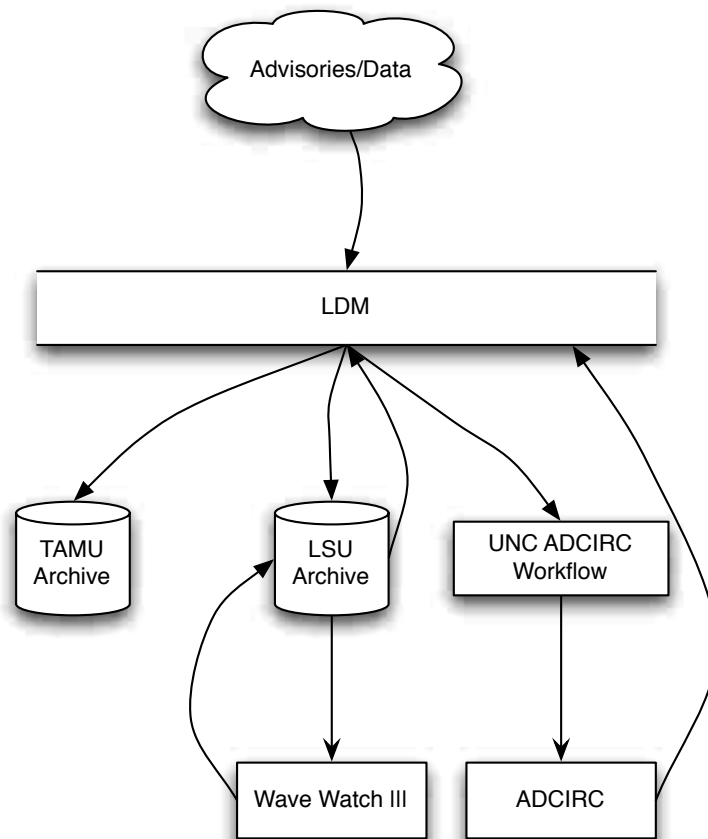 Advisories/Data
LDM
TAMU
Archive
LSU
Archive
UNC ADCIRC
Workflow
Wave Watch III
ADCIRC